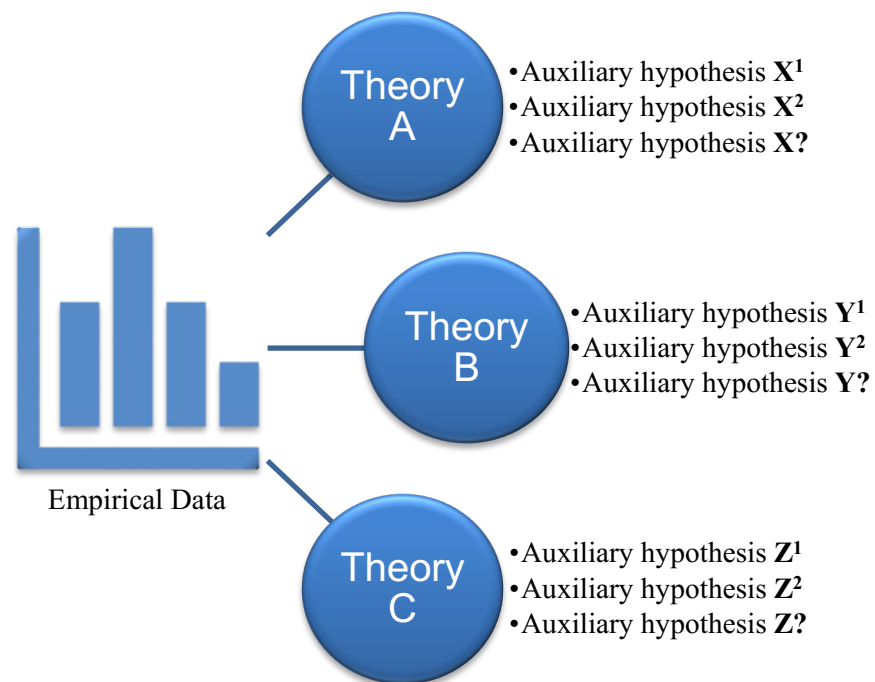 Theory
A
•Auxiliary hypothesis X¹
•Auxiliary hypothesis X²
•Auxiliary hypothesis X?
Theory
B
•Auxiliary hypothesis Y¹
•Auxiliary hypothesis Y²
•Auxiliary hypothesis Y?
Empirical Data
Theory
C
•Auxiliary hypothesis Z¹
•Auxiliary hypothesis Z²
•Auxiliary hypothesis Z?